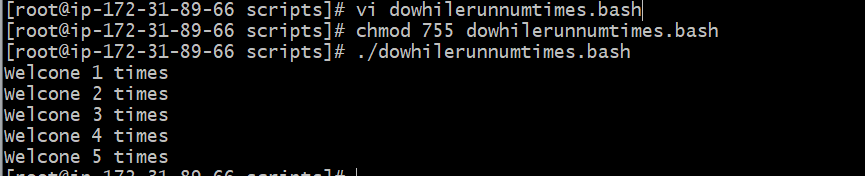 [root@ip-172-31-89-66 scripts]# vi dowhilerunnumtimes.bash
[root@ip-172-31-89-66 scripts]# chmod 755 dowhilerunnumtimes.bash
[root@ip-172-31-89-66 scripts]# ./dowhilerunnumtimes.bash
Welcone 1 times
Welcone 2 times
Welcone 3 times
Welcone 4 times
Welcone 5 times
[root@ip-172-31-89-66 scripts]#